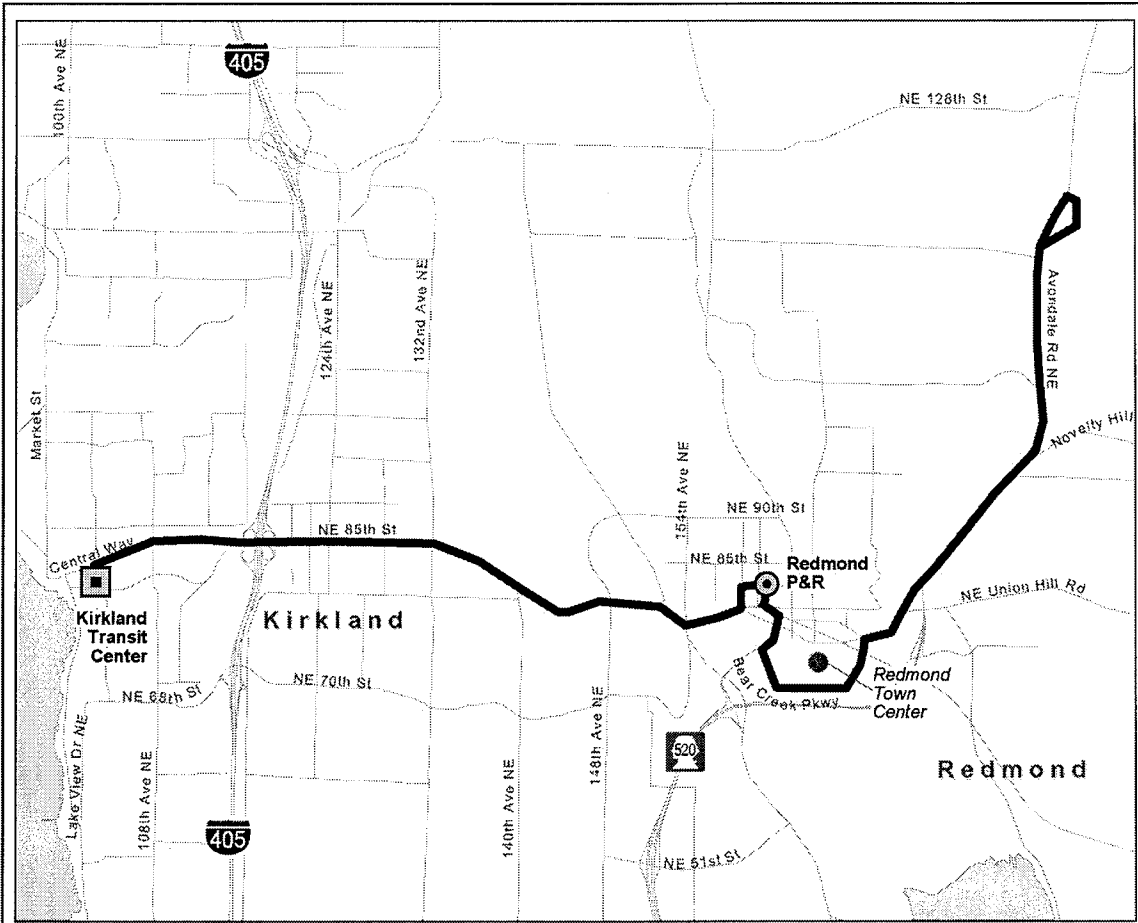 405
100th Ave NE
NE 128th St
124th Ave NE
132nd Ave NE
Avondale Rd NE
Market St
Novelty Hill
154th Ave NE
NE 90th St
NE 85th St
NE 85th St
Central Way
Redmond
P&R
Kirkland
Transit
Center
Kirkland
NE Union Hill Rd
NE 68th St
NE 70th St
Bear Creek Pkwy
Redmond
Town
Center
Lake View Dr NE
108th Ave NE
140th Ave NE
148th Ave NE
520
Redmond
405
NE 51st St